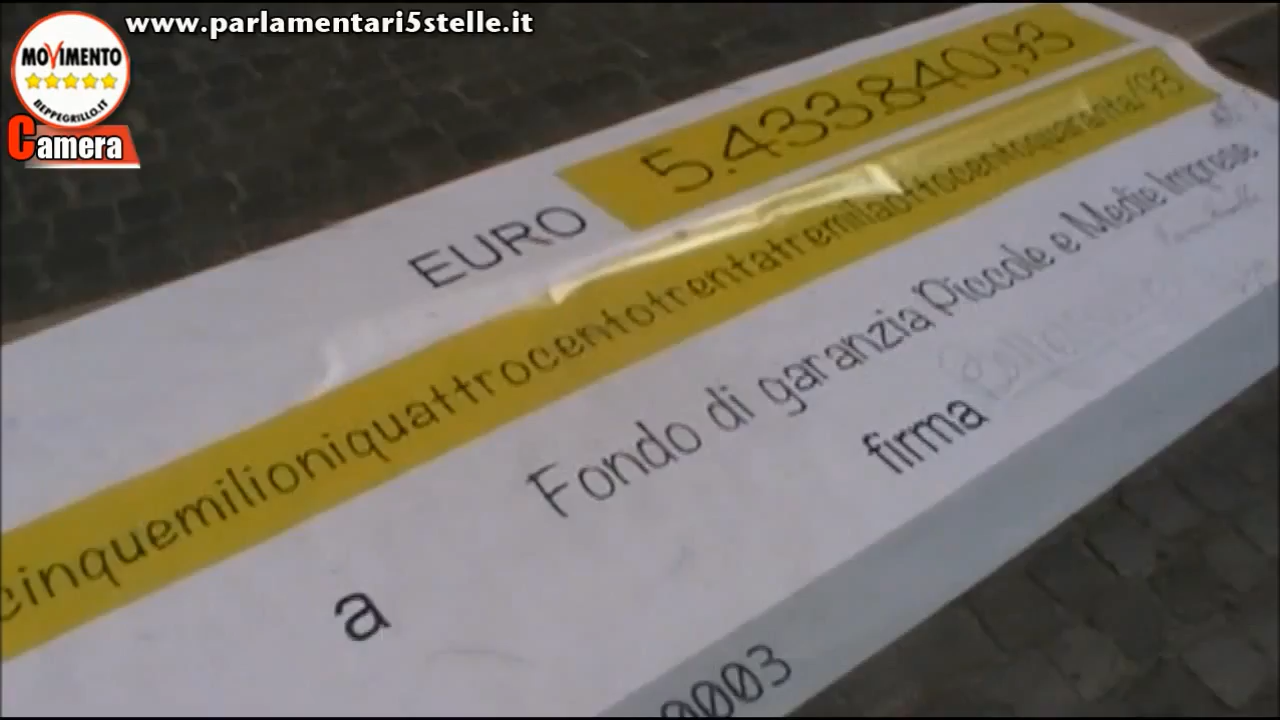 www.parlamentari5stelle.it
MOVIMENTO
BEPPEGRILLO.IT
Camera
EURO 5.433.840,93
cinquemilioniquattrocentotrentatremilaottocentoquaranta/93
a Fondo di garanzia Piccole e Medie Imprese
firma
0003